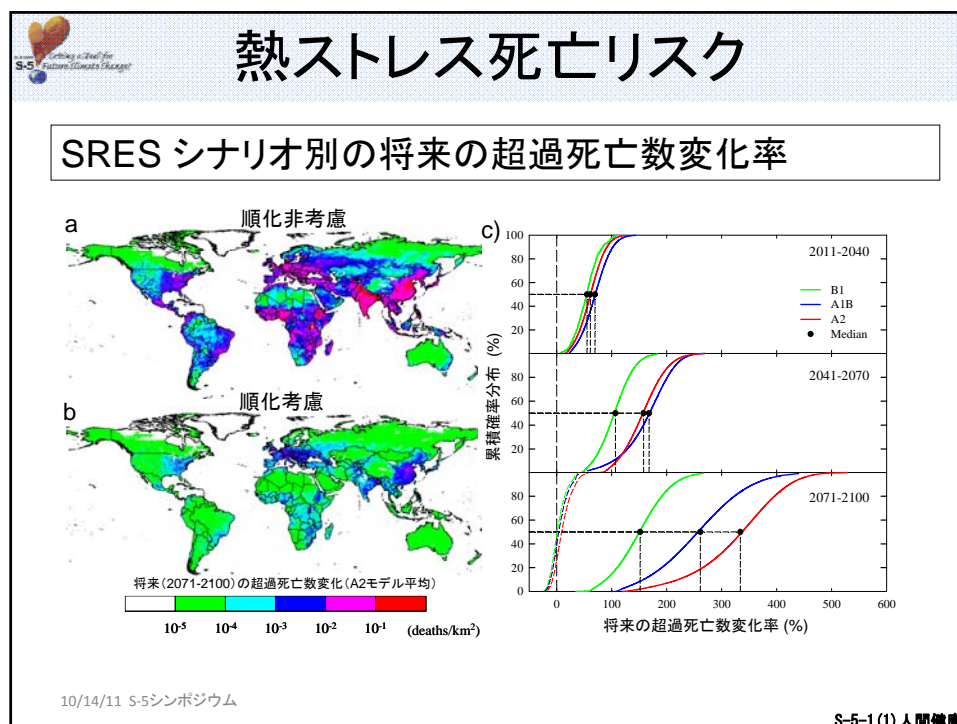 Getting a Feel for
S-5 Future Climate Change!
熱ストレス死亡リスク
SRES シナリオ別の将来の超過死亡数変化率
a
順化非考慮
b
順化考慮
将来(2071-2100)の超過死亡数変化(A2モデル平均)
10-5 10-4 10-3 10-2 10-1 (deaths/km2)
c)
累積確率分布 (%)
100
80
60
40
20
2011-2040
B1
A1B
A2
Median
80
60
40
20
2041-2070
80
60
40
20
0
2071-2100
0 100 200 300 400 500 600
将来の超過死亡数変化率 (%)
10/14/11 S-5シンポジウム
S-5-1(1)人間健康